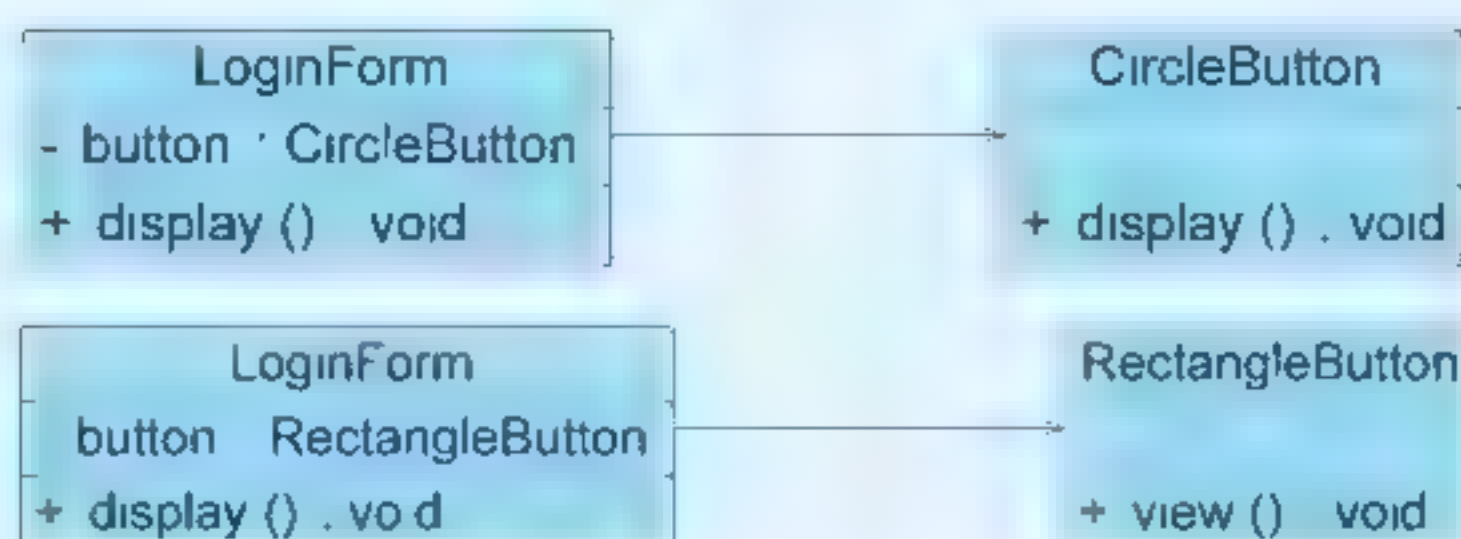 LoginForm
- button : CircleButton
+ display () void
CircleButton
+ display () . void
LoginForm
button RectangleButton
+ display () . void
RectangleButton
+ view () void